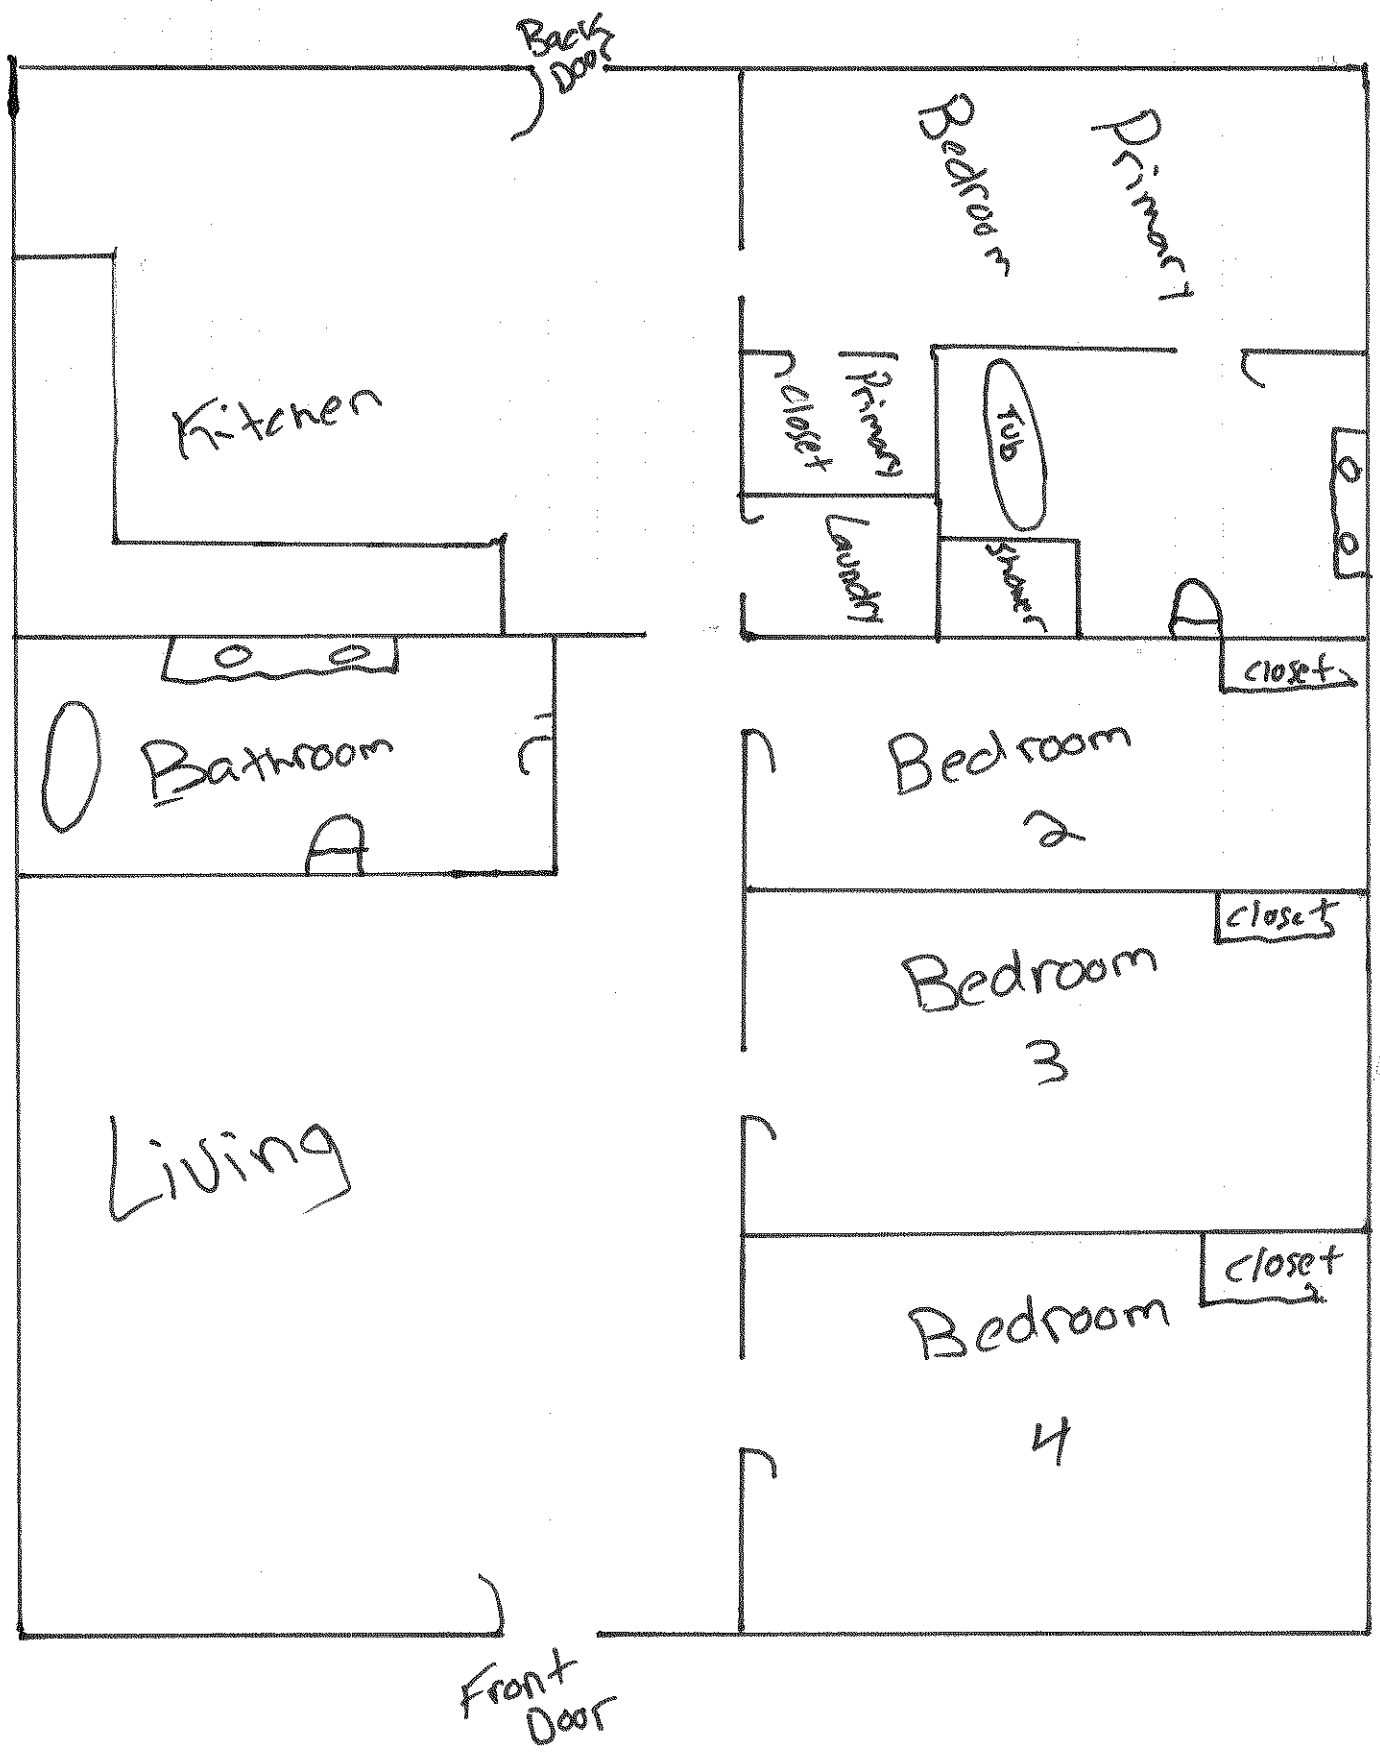 Back
Door
Primary
Bedroom
Kitchen
Primary
closet
Tub
Laundry
Shower
closet
Bathroom
Bedroom
2
closet
Bedroom
3
Living
closet
Bedroom
4
Front
Door